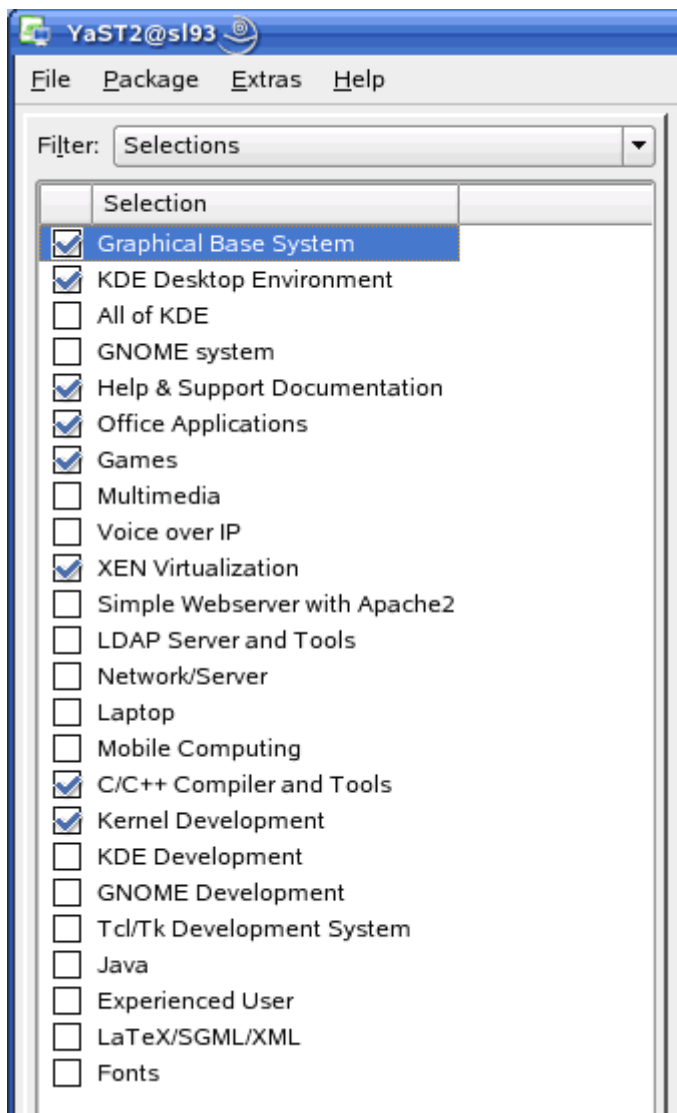 YaST2@sl93
File Package Extras Help
Filter: Selections
Selection
Graphical Base System
KDE Desktop Environment
All of KDE
GNOME system
Help & Support Documentation
Office Applications
Games
Multimedia
Voice over IP
XEN Virtualization
Simple Webserver with Apache2
LDAP Server and Tools
Network/Server
Laptop
Mobile Computing
C/C++ Compiler and Tools
Kernel Development
KDE Development
GNOME Development
Tcl/Tk Development System
Java
Experienced User
LaTeX/SGML/XML
Fonts